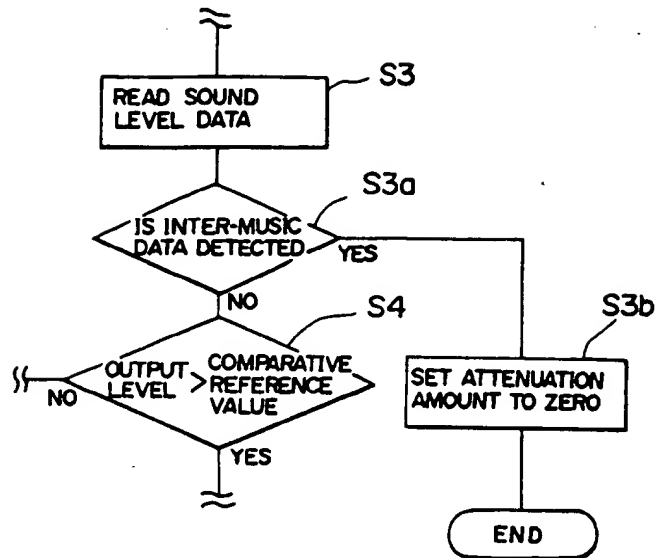 S3
READ SOUND
LEVEL DATA
S3a
IS INTER-MUSIC
DATA DETECTED
YES
NO
S4
S3b
OUTPUT
LEVEL
>
COMPARATIVE
REFERENCE
VALUE
NO
YES
SET ATTENUATION
AMOUNT TO ZERO
END